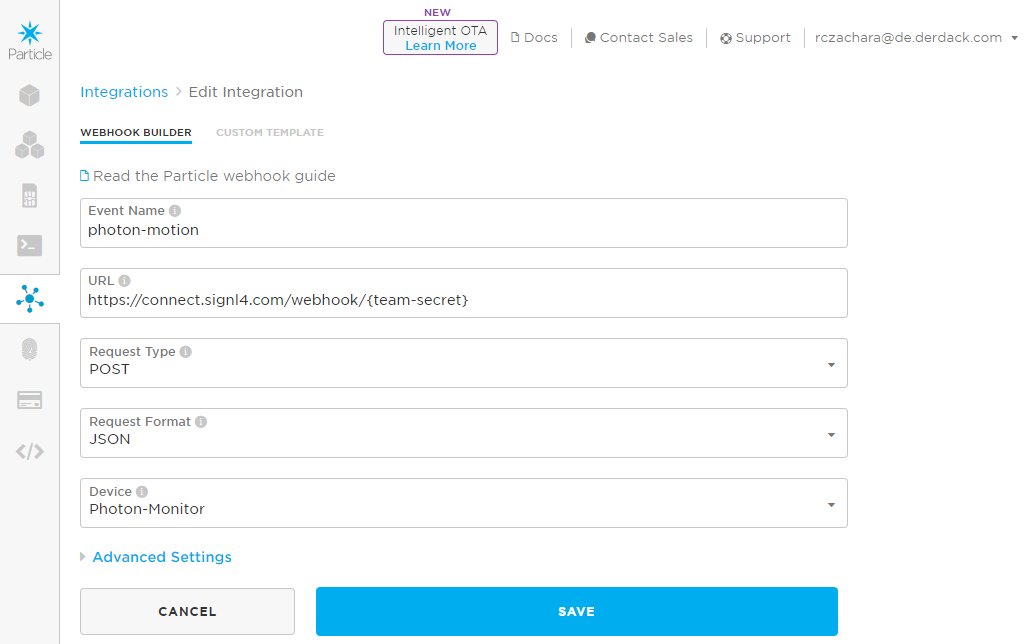 Particle
NEW
Intelligent OTA
Learn More
Docs
Contact Sales
Support
rczachara@de.derdack.com
Integrations > Edit Integration
WEBHOOK BUILDER
CUSTOM TEMPLATE
Read the Particle webhook guide
Event Name
photon-motion
URL
https://connect.signl4.com/webhook/{team-secret}
Request Type
POST
Request Format
JSON
Device
Photon-Monitor
Advanced Settings
CANCEL
SAVE